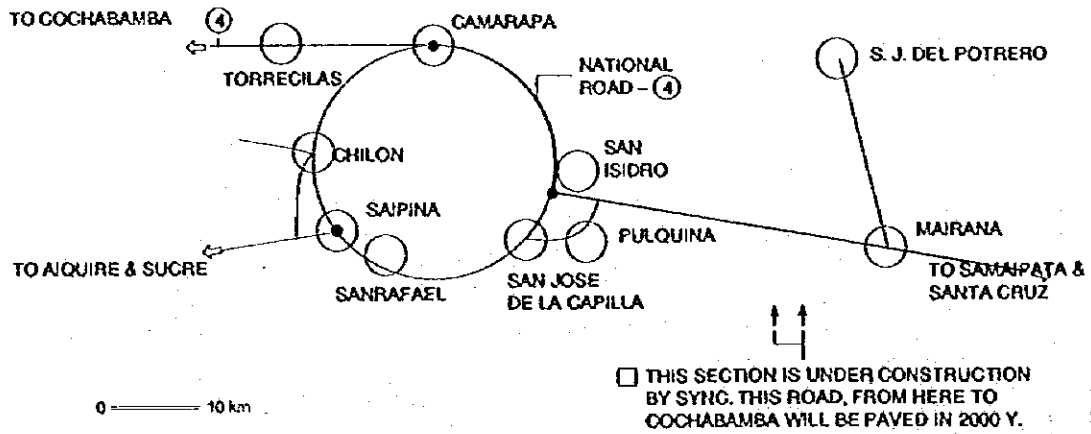 TO COCHABAMBA
4
CAMARAPA
TORRECILAS
NATIONAL
ROAD – 4
S. J. DEL POTRERO
CHILON
SAN
ISIDRO
SAIPINA
PULQUINA
MAIRANA
TO AIQUIRE & SUCRE
SANRAFAEL
SAN JOSE
DE LA CAPILLA
TO SAMAIPATA &
SANTA CRUZ
THIS SECTION IS UNDER CONSTRUCTION
BY SYNC. THIS ROAD, FROM HERE TO
COCHABAMBA WILL BE PAVED IN 2000 Y.
0 10 km